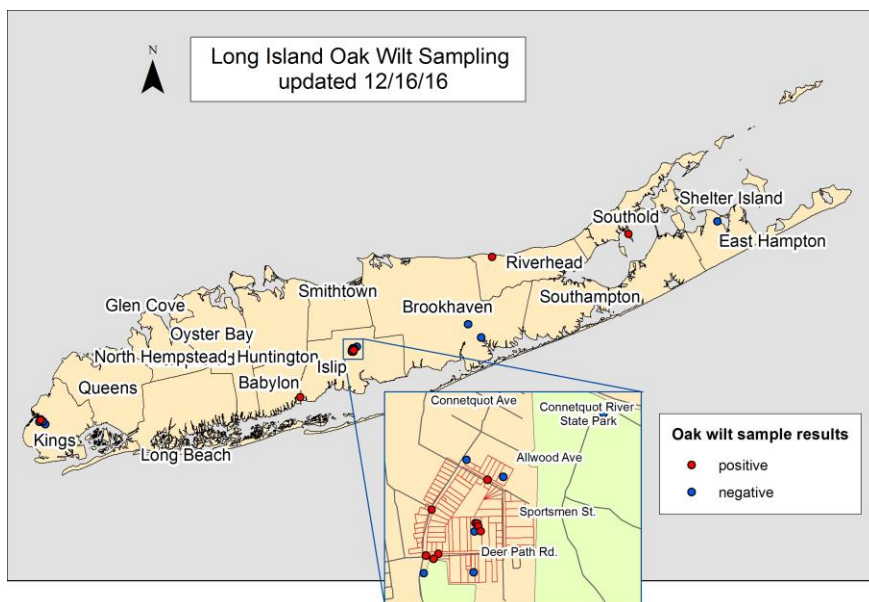 N
Long Island Oak Wilt Sampling
updated 12/16/16
Shelter Island
Southold
East Hampton
Riverhead
Southampton
Smithtown
Brookhaven
Glen Cove
Oyster Bay
North Hempstead
Huntington
Islip
Queens
Babylon
Kings
Long Beach
Connetquot Ave
Connetquot River
State Park
Allwood Ave
Sportsmen St.
Deer Path Rd.
Oak wilt sample results
positive
negative